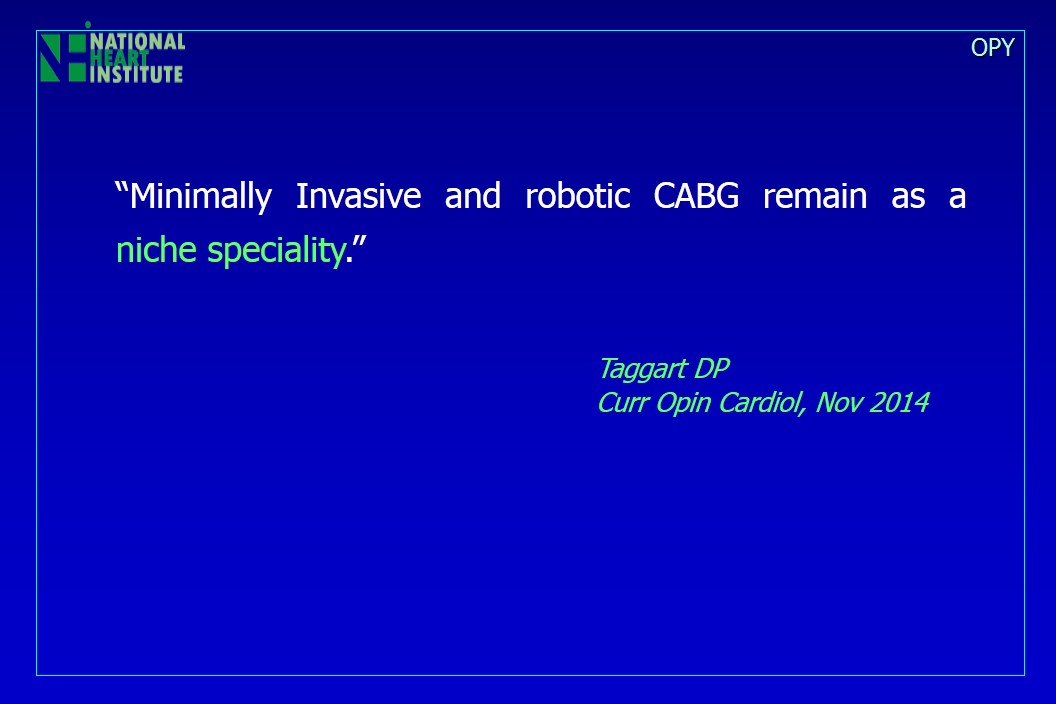 NATIONAL
HEART
INSTITUTE
OPY
“Minimally Invasive and robotic CABG remain as a
niche speciality.”
Taggart DP
Curr Opin Cardiol, Nov 2014